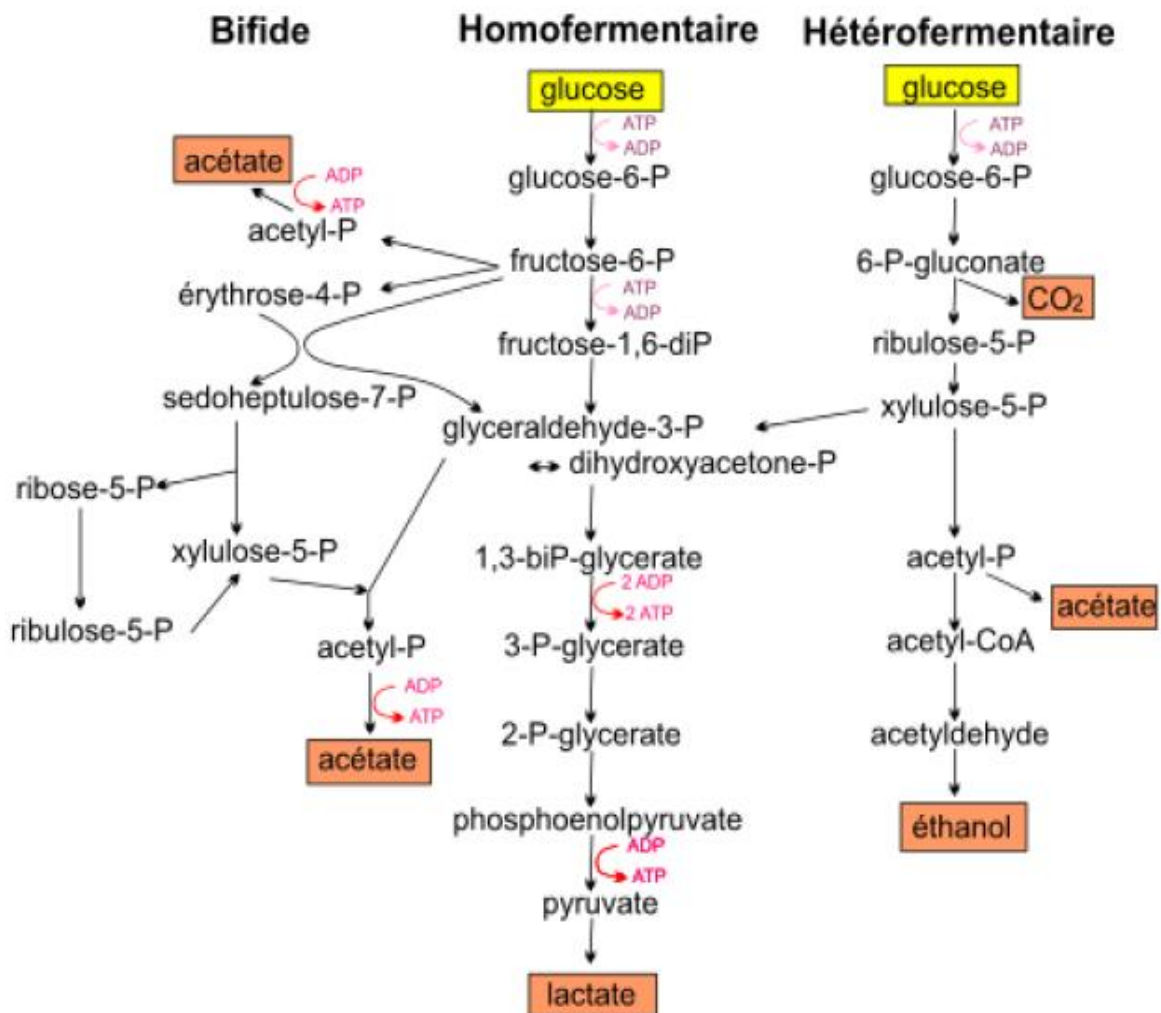 Bifide
Homofermentaire
Hétérofermentaire
acétate
ADP
ATP
acetyl-P
érythrose-4-P
sedoheptulose-7-P
ribose-5-P
xylulose-5-P
ribulose-5-P
acetyl-P
ADP
ATP
acétate
glucose
ATP
ADP
glucose-6-P
fructose-6-P
ATP
ADP
fructose-1,6-diP
glyceraldehyde-3-P
dihydroxyacetone-P
1,3-biP-glycerate
2 ADP
2 ATP
3-P-glycerate
2-P-glycerate
phosphoenolpyruvate
ADP
ATP
pyruvate
lactate
glucose
ATP
ADP
glucose-6-P
6-P-gluconate
CO₂
ribulose-5-P
xylulose-5-P
acetyl-P
acétate
acetyl-CoA
acetyldehyde
éthanol